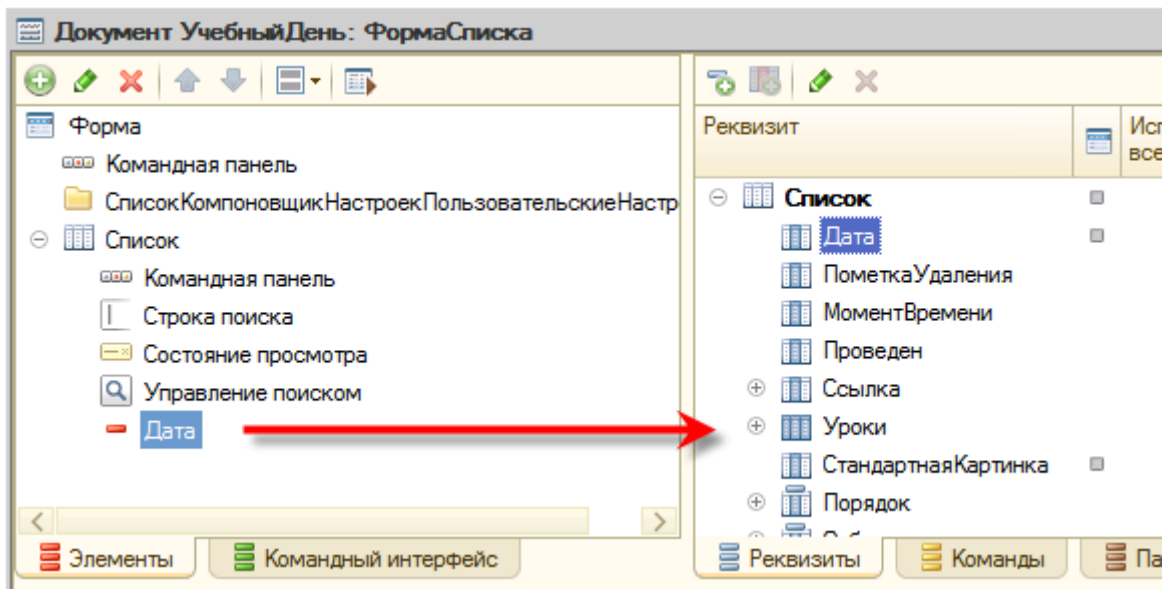 Документ УчебныйДень: ФормаСписка
Форма
Командная панель
СписокКомпоновщикНастроекПользовательскиеНастр
Список
Командная панель
Строка поиска
Состояние просмотра
Управление поиском
Дата
Элементы
Командный интерфейс
Реквизит
Исп
все
Список
Дата
ПометкаУдаления
МоментВремени
Проведен
Ссылка
Уроки
СтандартнаяКартинка
Порядок
Реквизиты
Команды
Па